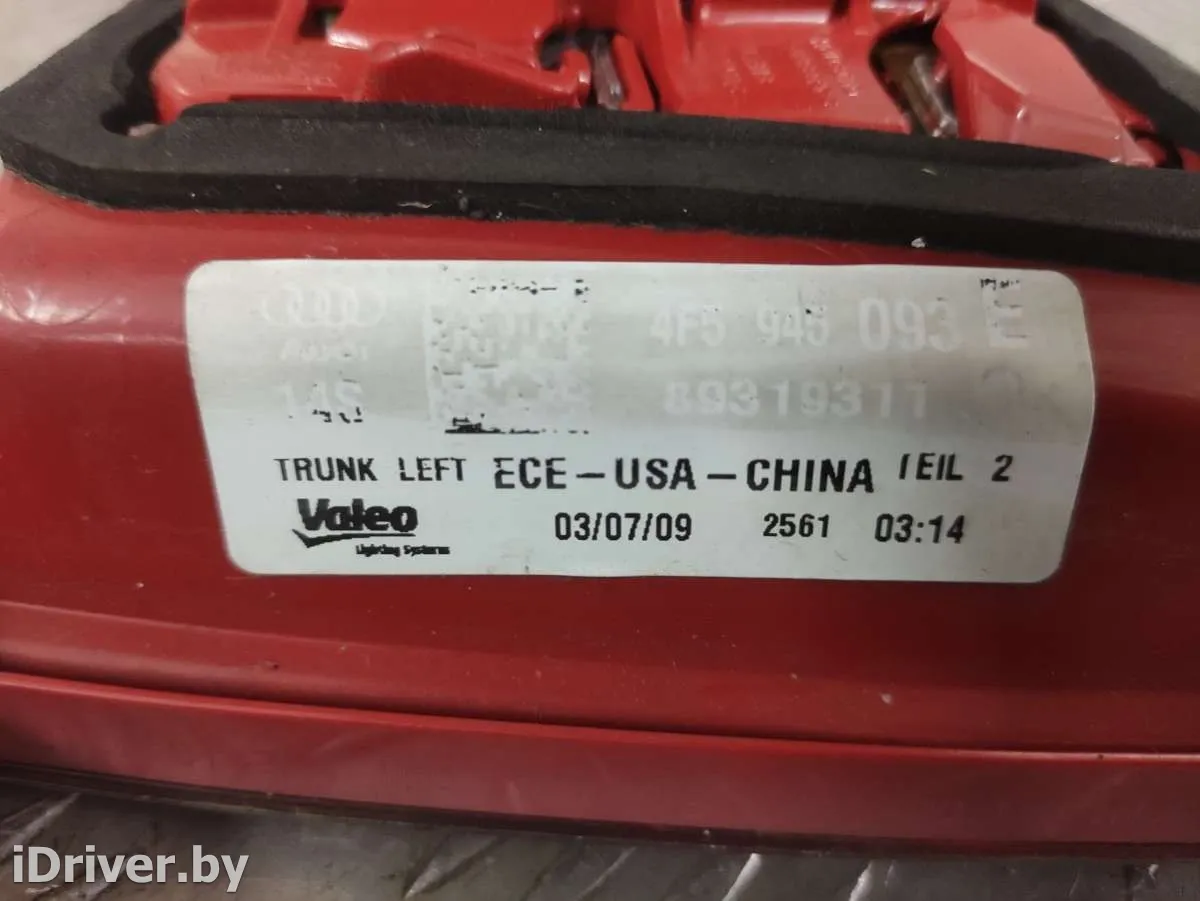 4F5 945 093 E
89319311
TRUNK LEFT ECE-USA-CHINA TEIL 2
Valeo 03/07/09 2561 03:14
Lighting Systems
iDriver.by